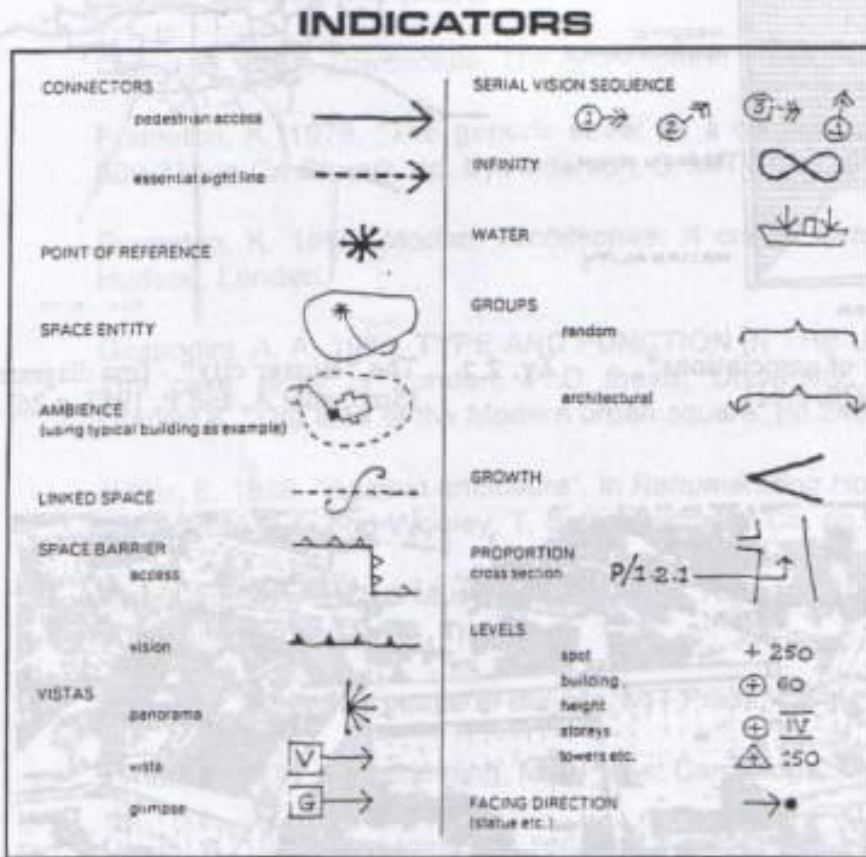 INDICATORS
CONNECTORS
pedestrian access
essential sight line
POINT OF REFERENCE
SPACE ENTITY
AMBIENCE
(using typical building as example)
LINKED SPACE
SPACE BARRIER
access
vision
VISTAS
panorama
vista
V
glimpse
G
SERIAL VISION SEQUENCE
1 2 3 4
INFINITY
WATER
GROUPS
random
architectural
GROWTH
PROPORTION
cross section P/1·2·1
LEVELS
spot + 250
building 60
height
storeys IV
towers etc. 250
FACING DIRECTION
(statue etc.)